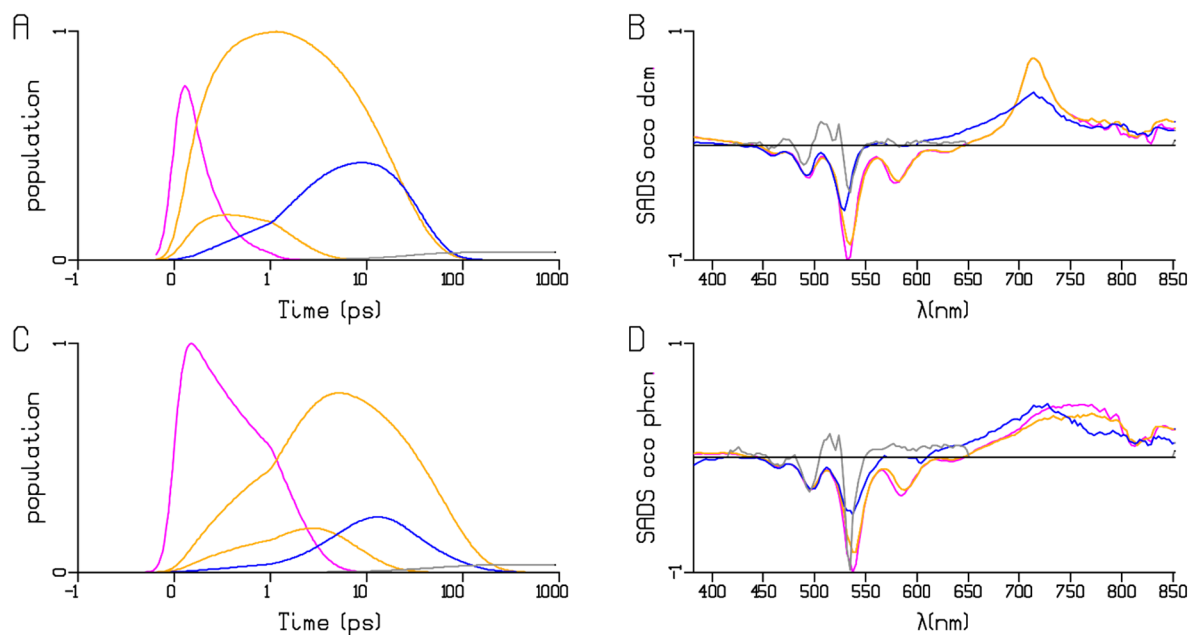 A
1
population
0
-1 0 1 10 100 1000
Time (ps)
B
1
SADS oco dcm
-1
400 450 500 550 600 650 700 750 800 850
λ(nm)
C
1
population
0
-1 0 1 10 100 1000
Time (ps)
D
1
SADS oco phcn
-1
400 450 500 550 600 650 700 750 800 850
λ(nm)